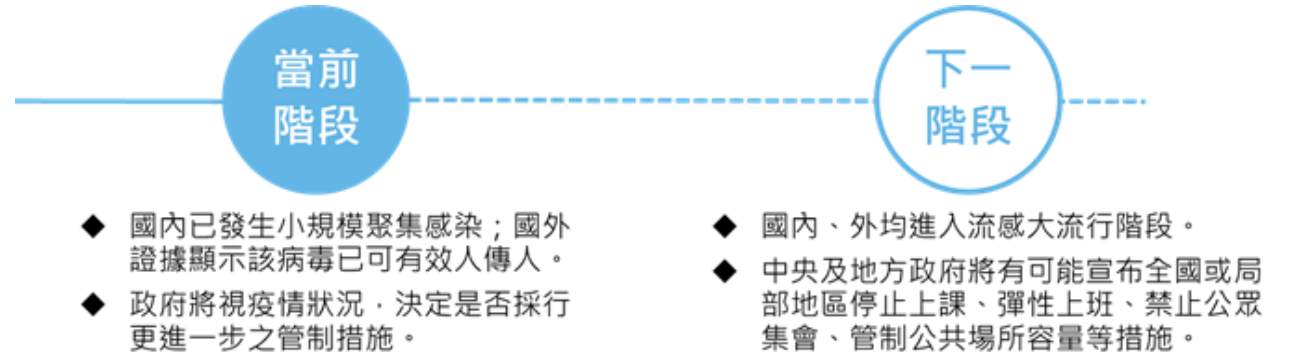 當前
階段
下一
階段
◆ 國內已發生小規模聚集感染；國外
證據顯示該病毒已可有效人傳人。
◆ 政府將視疫情狀況，決定是否採行
更進一步之管制措施。
◆ 國內、外均進入流感大流行階段。
◆ 中央及地方政府將有可能宣布全國或局
部地區停止上課、彈性上班、禁止公眾
集會、管制公共場所容量等措施。